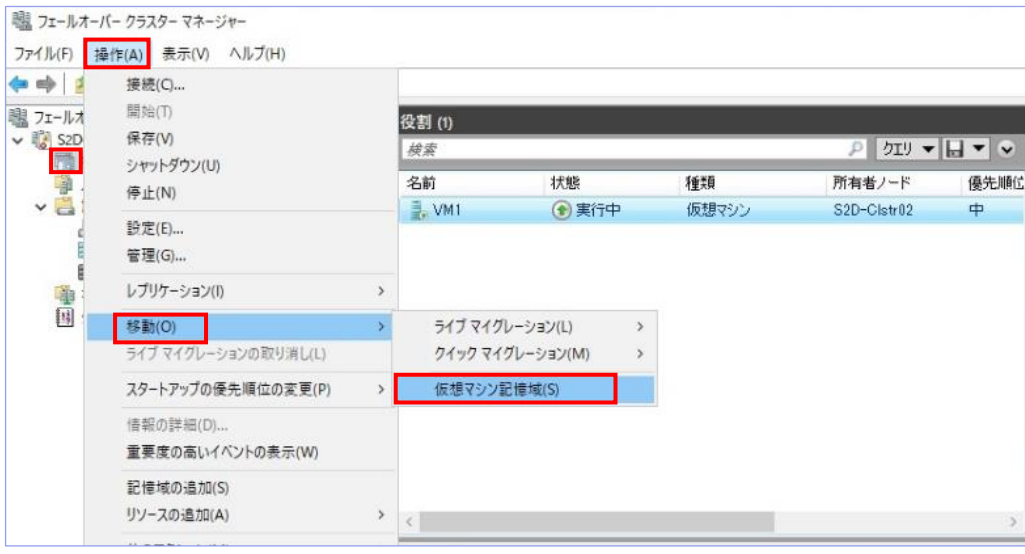 フェールオーバー クラスター マネージャー
ファイル(F) 操作(A) 表示(V) ヘルプ(H)
フェールオ
S2D
接続(C)...
開始(T)
保存(V)
シャットダウン(U)
停止(N)
設定(E)...
管理(G)...
レプリケーション(I)
移動(O)
ライブ マイグレーションの取り消し(L)
スタートアップの優先順位の変更(P)
情報の詳細(D)...
重要度の高いイベントの表示(W)
記憶域の追加(S)
リソースの追加(A)
ライブ マイグレーション(L)
クイック マイグレーション(M)
仮想マシン記憶域(S)
役割 (1)
検索 クエリ
名前 状態 種類 所有者ノード 優先順位
VM1 実行中 仮想マシン S2D-Clstr02 中